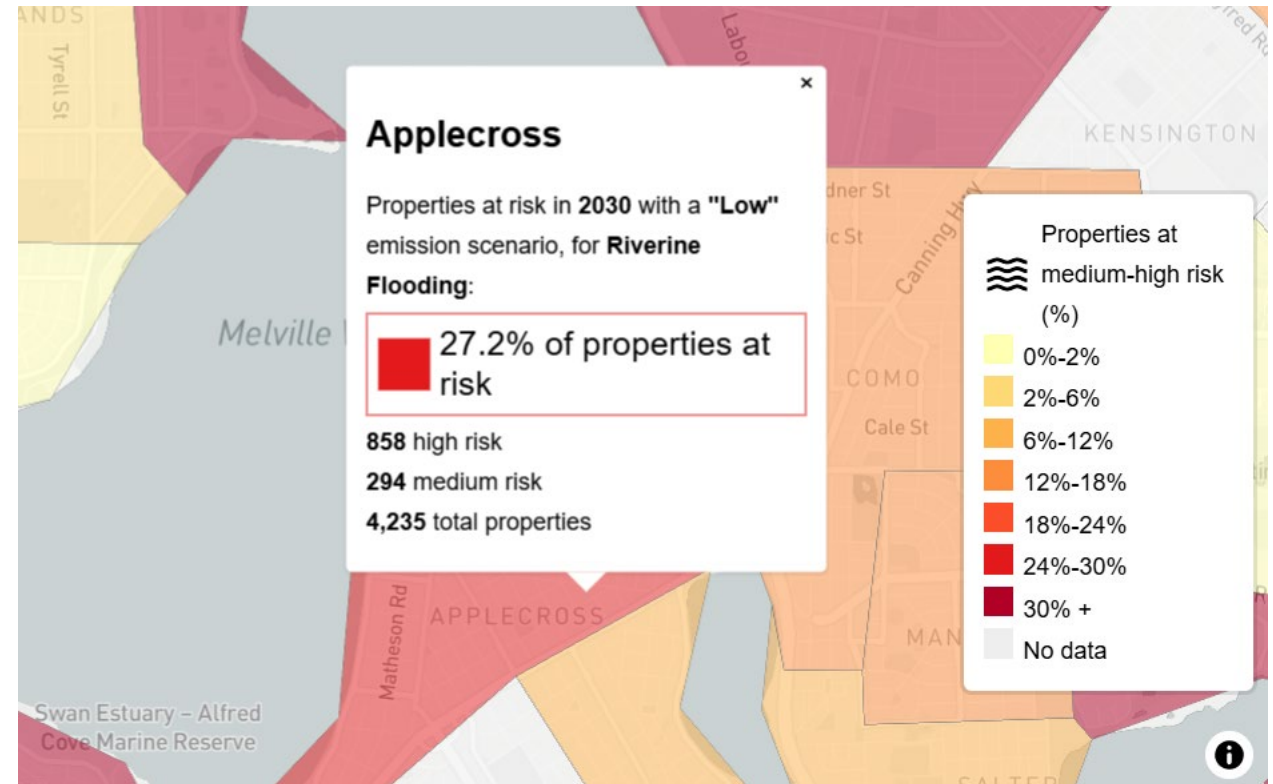 ANDS
Tyrell St
Labou
fred Rd
KENSINGTON
×
Applecross
Properties at risk in 2030 with a "Low"
emission scenario, for Riverine
Flooding:
27.2% of properties at
risk
858 high risk
294 medium risk
4,235 total properties
Melville
dner St
ic St
Canning Hwy
COMO
Cale St
MAN
Properties at
medium-high risk
(%)
0%-2%
2%-6%
6%-12%
12%-18%
18%-24%
24%-30%
30% +
No data
Matheson Rd
APPLECROSS
Swan Estuary – Alfred
Cove Marine Reserve
SALTER
i